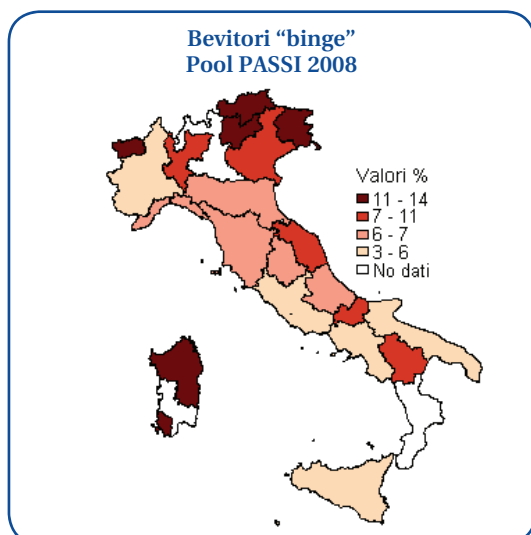 Bevitori “binge”
Pool PASSI 2008
Valori %
11 - 14
7 - 11
6 - 7
3 - 6
No dati